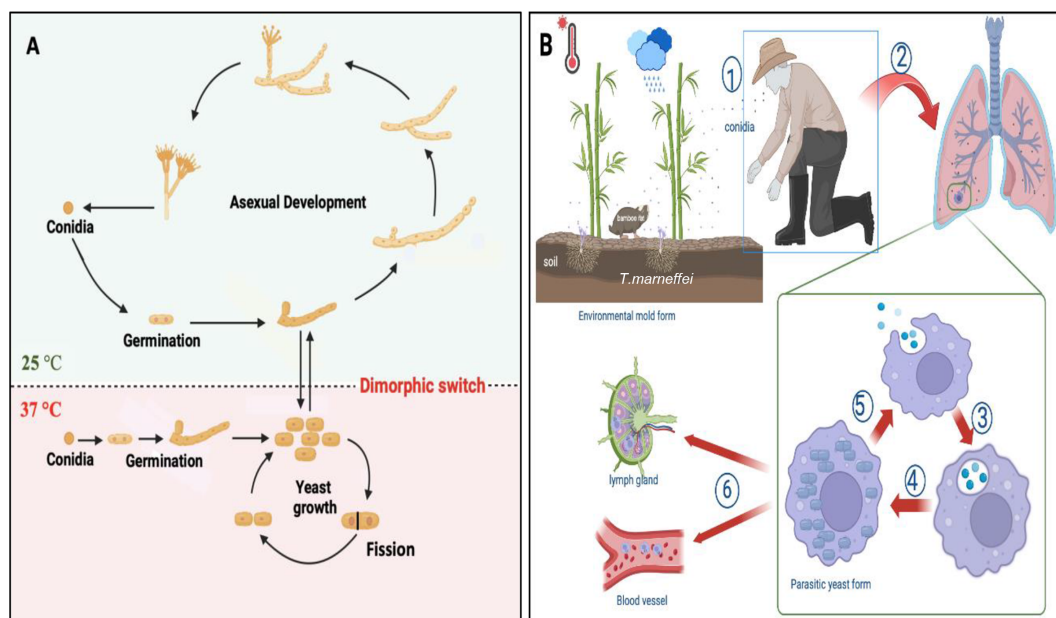 A
Asexual Development
Conidia
Germination
25 °C
Dimorphic switch
37 °C
Conidia
Germination
Yeast
growth
Fission
B
①
②
conidia
bamboo rat
soil
T.marneffei
Environmental mold form
⑤
③
④
lymph gland
⑥
Parasitic yeast form
Blood vessel